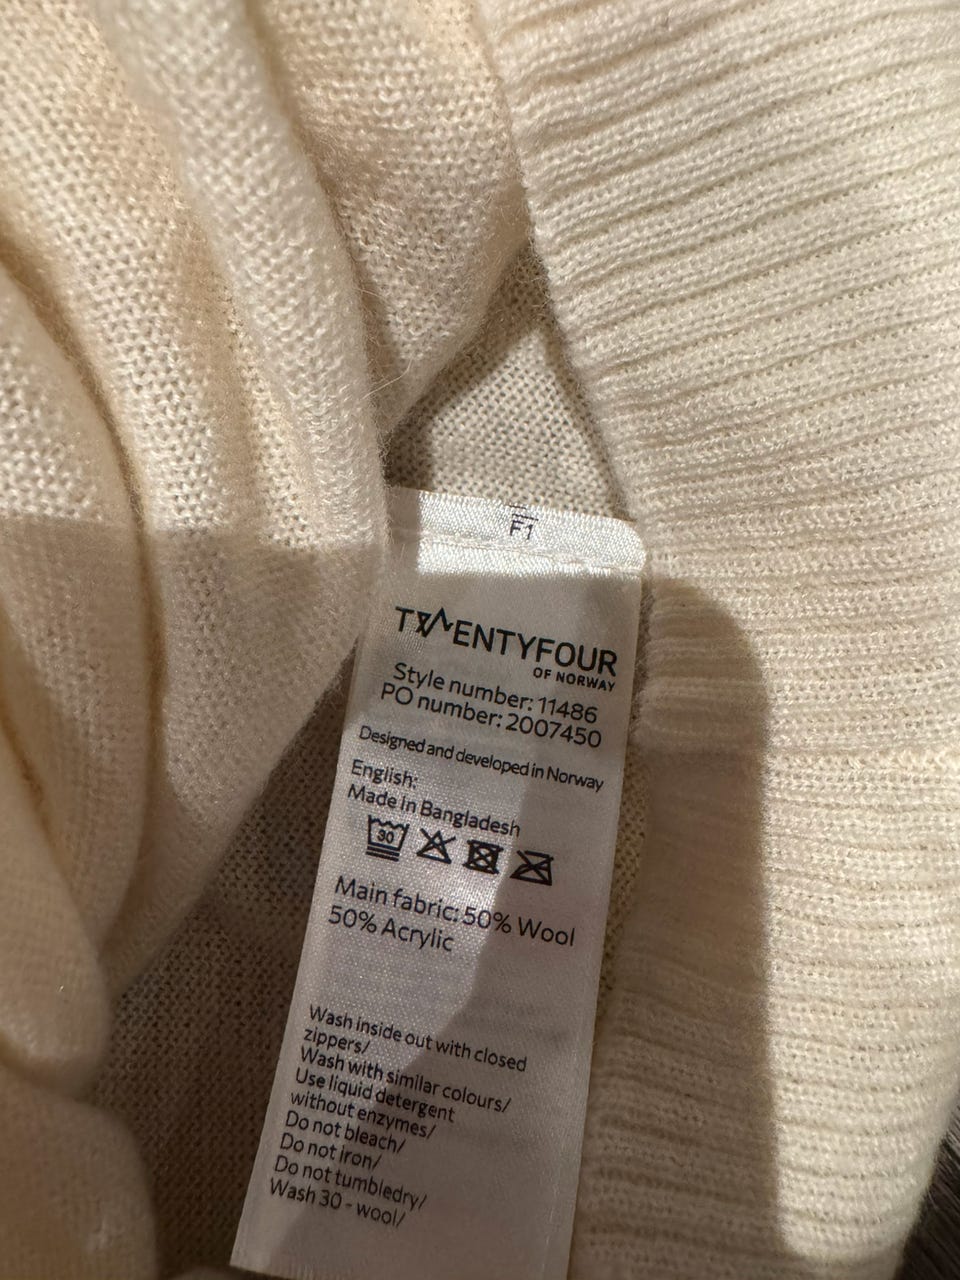 F1
TWENTYFOUR
OF NORWAY
Style number: 11486
PO number: 2007450
Designed and developed in Norway
English:
Made in Bangladesh
30
Main fabric: 50% Wool
50% Acrylic
Wash inside out with closed
zippers/
Wash with similar colours/
Use liquid detergent
without enzymes/
Do not bleach/
Do not iron/
Do not tumbledry/
Wash 30 - wool/